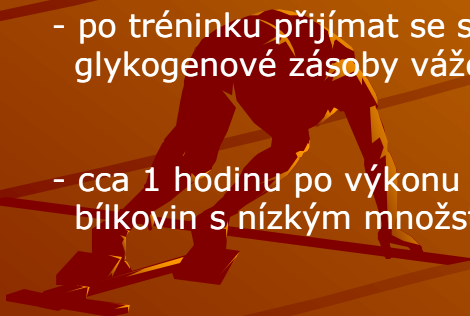 - po tréninku přijímat se s
glykogenové zásoby váž
- cca 1 hodinu po výkonu
bílkovin s nízkým množs